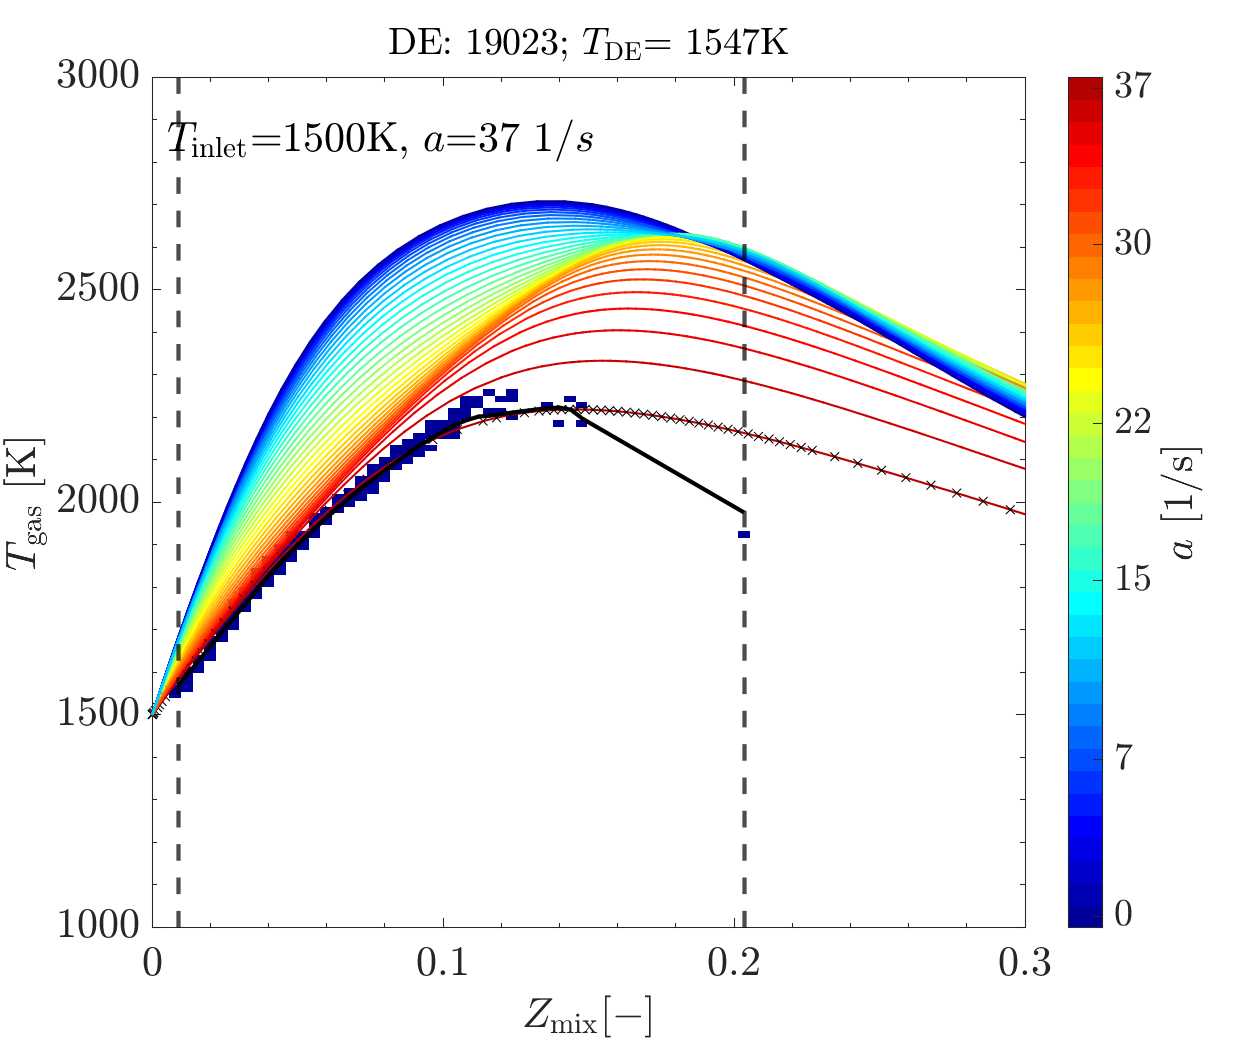 DE: 19023; T_DE= 1547K
T_inlet=1500K, a=37 1/s
3000
2500
2000
1500
1000
T_gas [K]
0 0.1 0.2 0.3
Z_mix[−]
37
30
22
15
7
0
a [1/s]